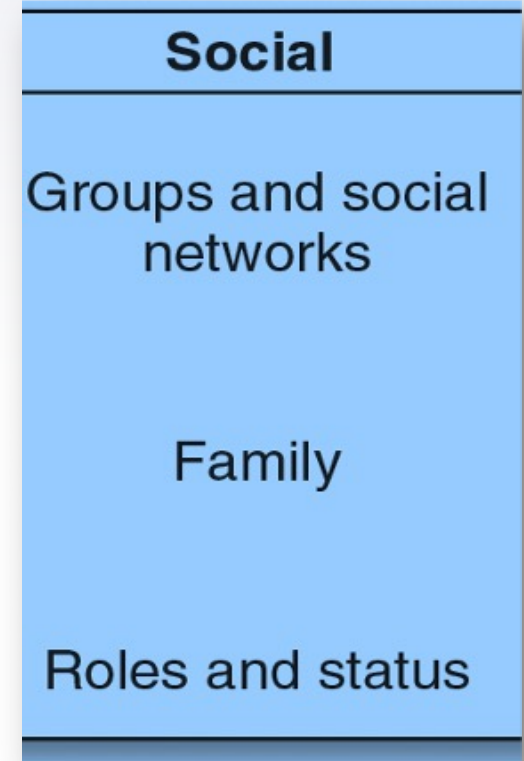 Social
Groups and social
networks
Family
Roles and status